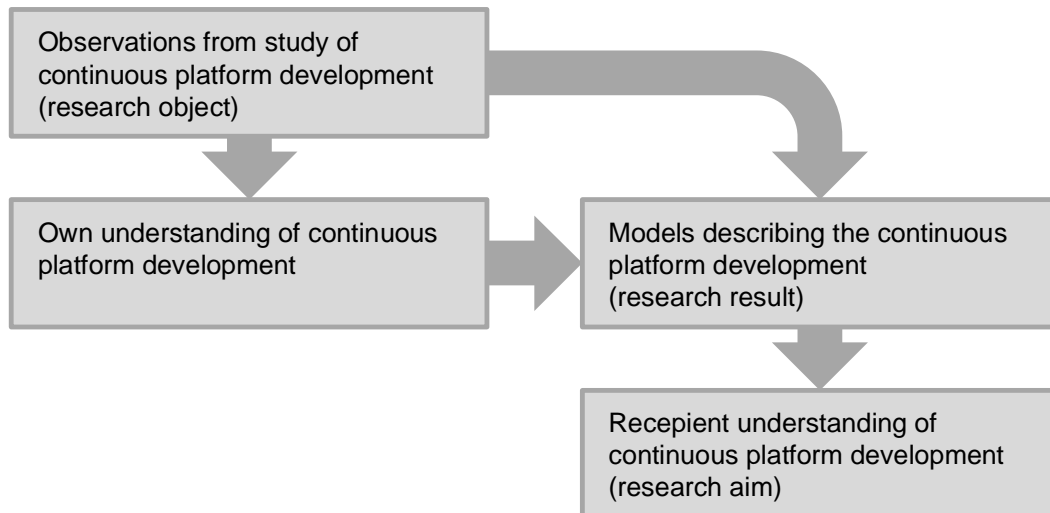 Observations from study of
continuous platform development
(research object)
Own understanding of continuous
platform development
Models describing the continuous
platform development
(research result)
Recepient understanding of
continuous platform development
(research aim)